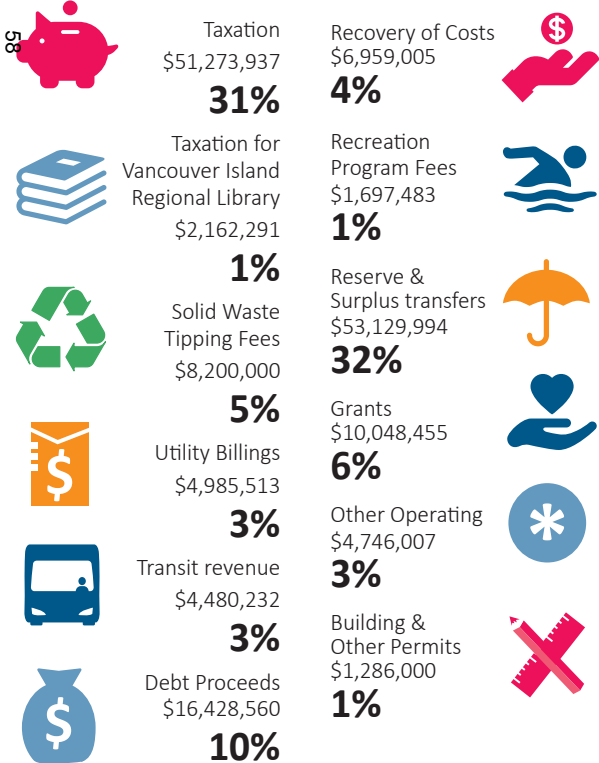 58
Taxation
$51,273,937
31%
Taxation for
Vancouver Island
Regional Library
$2,162,291
1%
Solid Waste
Tipping Fees
$8,200,000
5%
$
Utility Billings
$4,985,513
3%
Transit revenue
$4,480,232
3%
$
Debt Proceeds
$16,428,560
10%
Recovery of Costs
$6,959,005
4%
$
Recreation
Program Fees
$1,697,483
1%
Reserve &
Surplus transfers
$53,129,994
32%
Grants
$10,048,455
6%
Other Operating
$4,746,007
3%
*
Building &
Other Permits
$1,286,000
1%